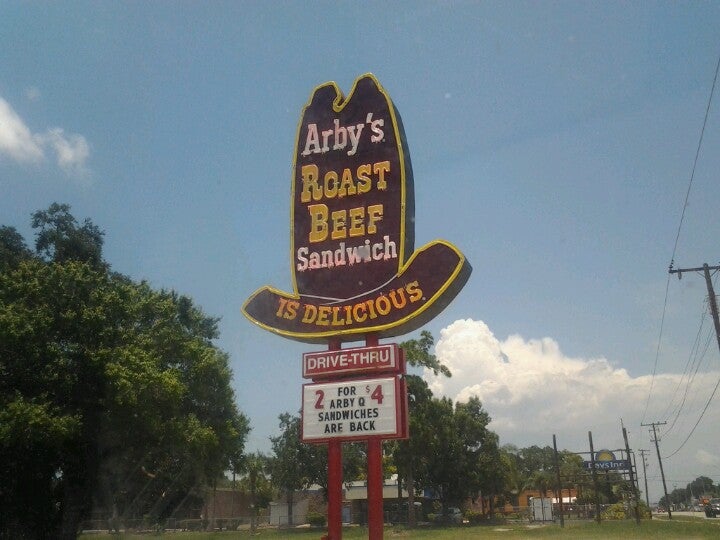 Arby's
ROAST
BEEF
Sandwich
IS DELICIOUS.
DRIVE-THRU
2 FOR $4
ARBY Q
SANDWICHES
ARE BACK
Days Inn